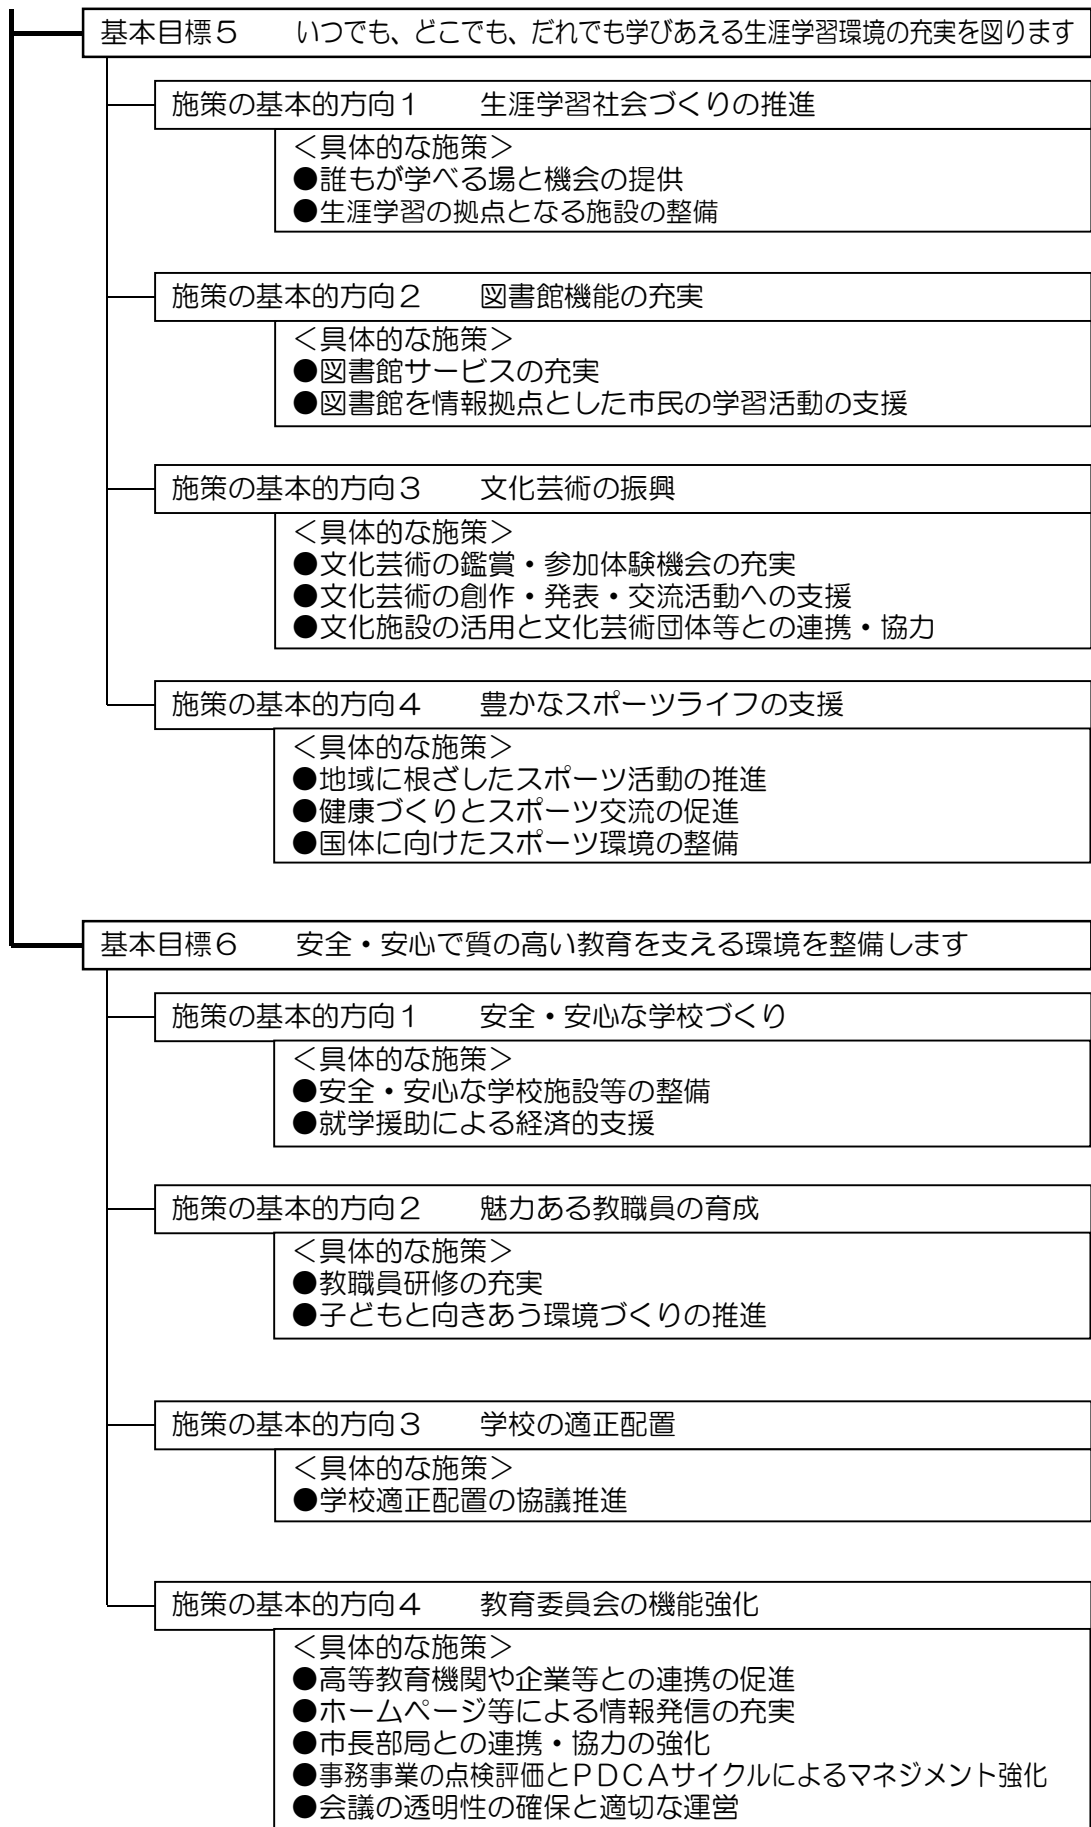 基本目標５　　いつでも、どこでも、だれでも学びあえる生涯学習環境の充実を図ります
施策の基本的方向１　　生涯学習社会づくりの推進
＜具体的な施策＞
●誰もが学べる場と機会の提供
●生涯学習の拠点となる施設の整備
施策の基本的方向２　　図書館機能の充実
＜具体的な施策＞
●図書館サービスの充実
●図書館を情報拠点とした市民の学習活動の支援
施策の基本的方向３　　文化芸術の振興
＜具体的な施策＞
●文化芸術の鑑賞・参加体験機会の充実
●文化芸術の創作・発表・交流活動への支援
●文化施設の活用と文化芸術団体等との連携・協力
施策の基本的方向４　　豊かなスポーツライフの支援
＜具体的な施策＞
●地域に根ざしたスポーツ活動の推進
●健康づくりとスポーツ交流の促進
●国体に向けたスポーツ環境の整備
基本目標６　　安全・安心で質の高い教育を支える環境を整備します
施策の基本的方向１　　安全・安心な学校づくり
＜具体的な施策＞
●安全・安心な学校施設等の整備
●就学援助による経済的支援
施策の基本的方向２　　魅力ある教職員の育成
＜具体的な施策＞
●教職員研修の充実
●子どもと向きあう環境づくりの推進
施策の基本的方向３　　学校の適正配置
＜具体的な施策＞
●学校適正配置の協議推進
施策の基本的方向４　　教育委員会の機能強化
＜具体的な施策＞
●高等教育機関や企業等との連携の促進
●ホームページ等による情報発信の充実
●市長部局との連携・協力の強化
●事務事業の点検評価とＰＤＣＡサイクルによるマネジメント強化
●会議の透明性の確保と適切な運営